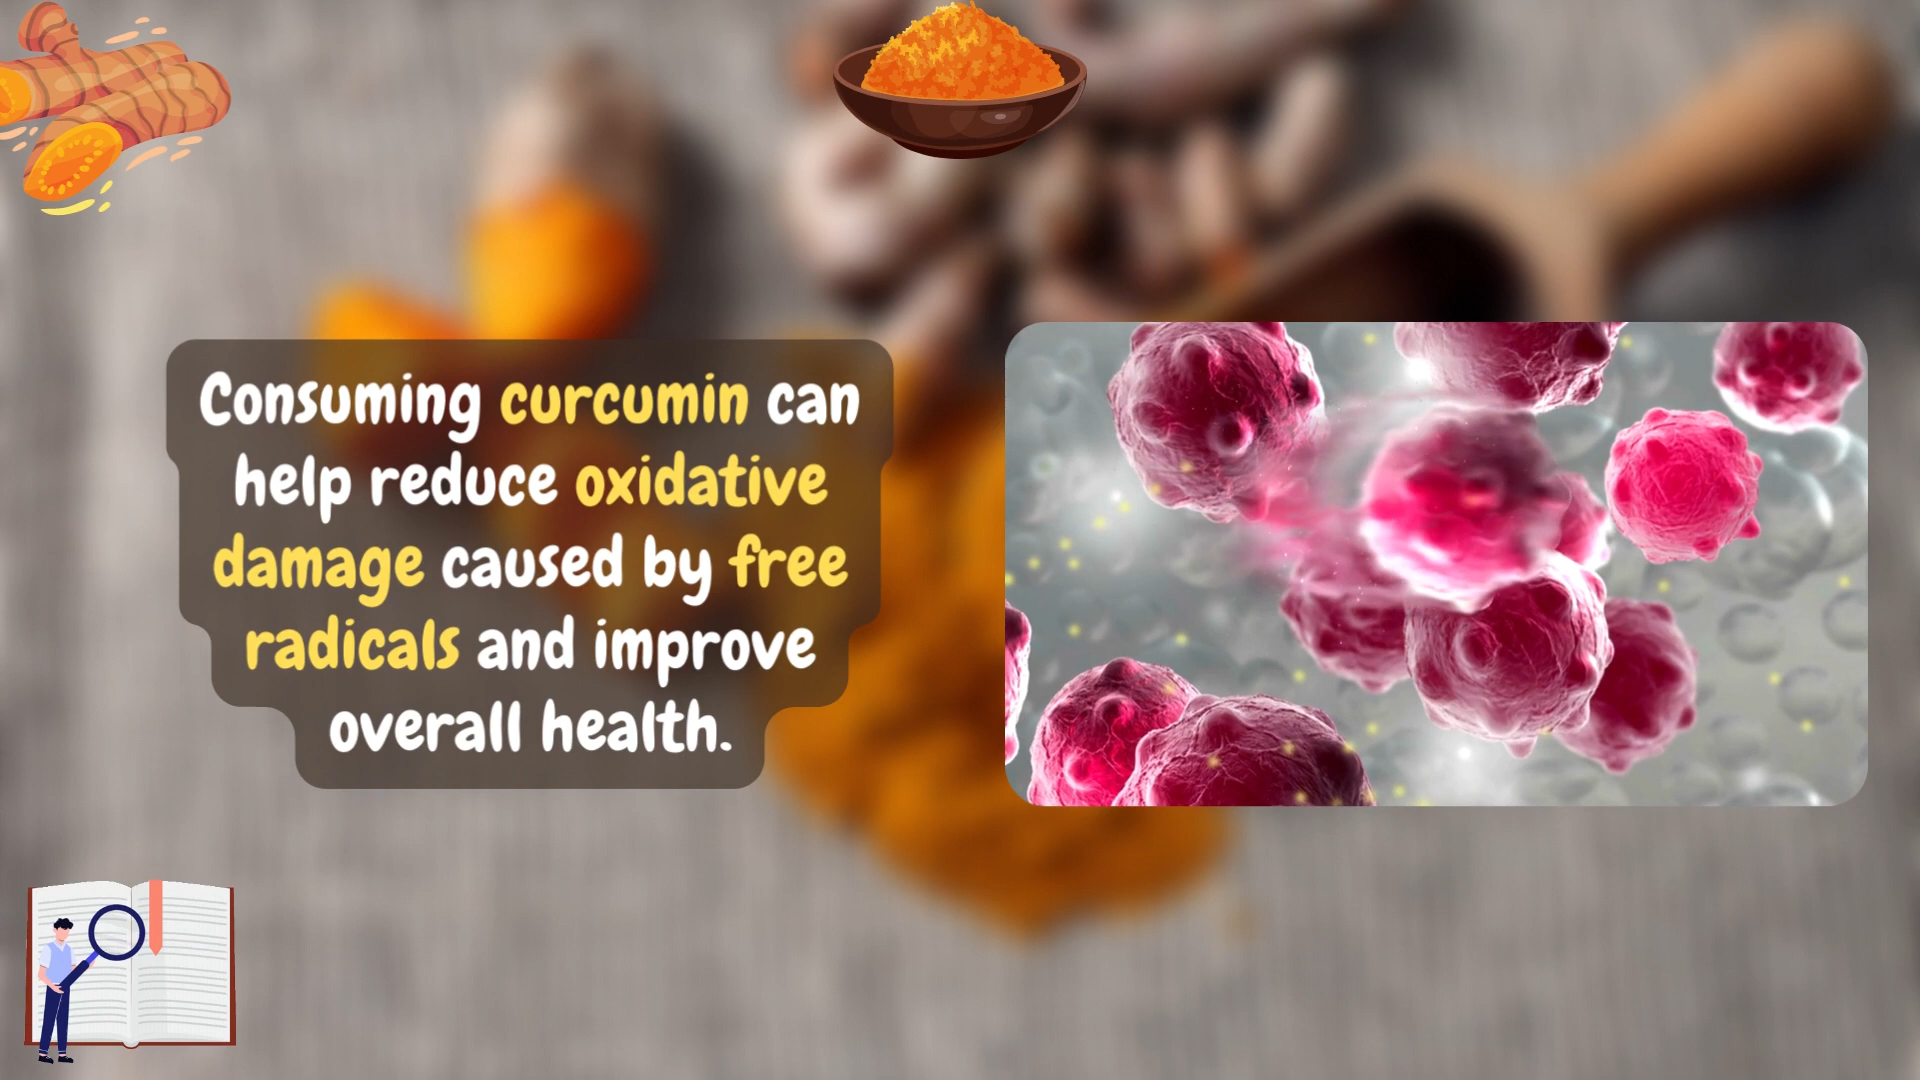 Consuming curcumin can
help reduce oxidative
damage caused by free
radicals and improve
overall health.